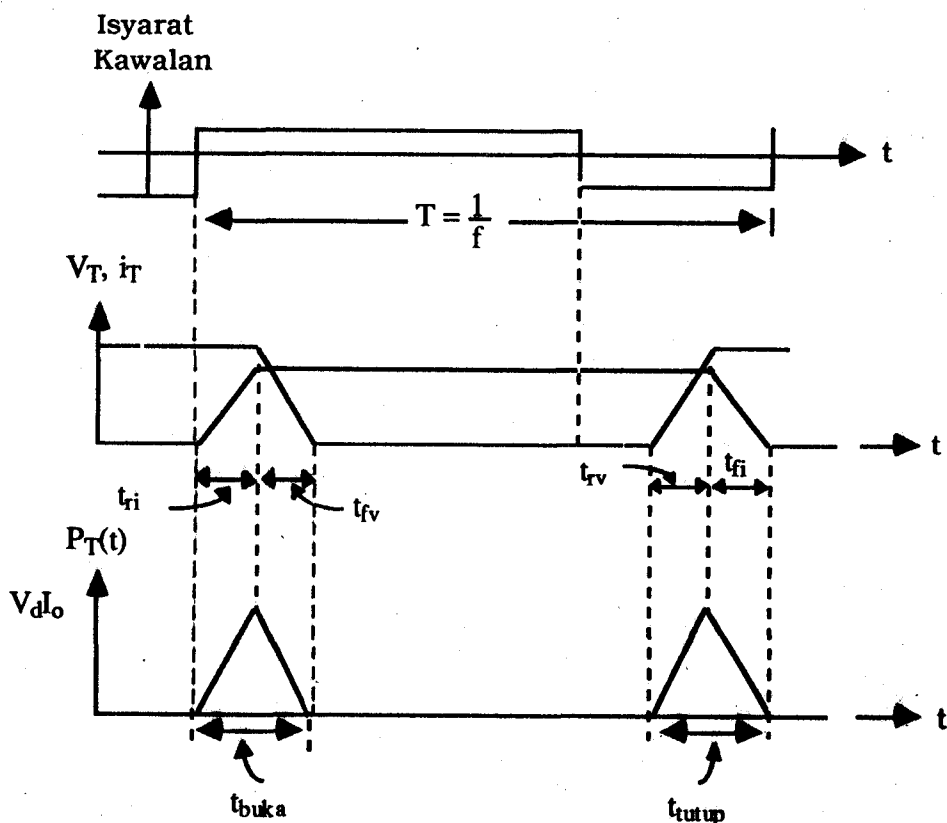 Isyarat
Kawalan
t
T = 1/f
V_T, i_T
t
t_ri
t_fv
t_rv
t_fi
P_T(t)
V_dI_o
t
t_buka
t_tutup